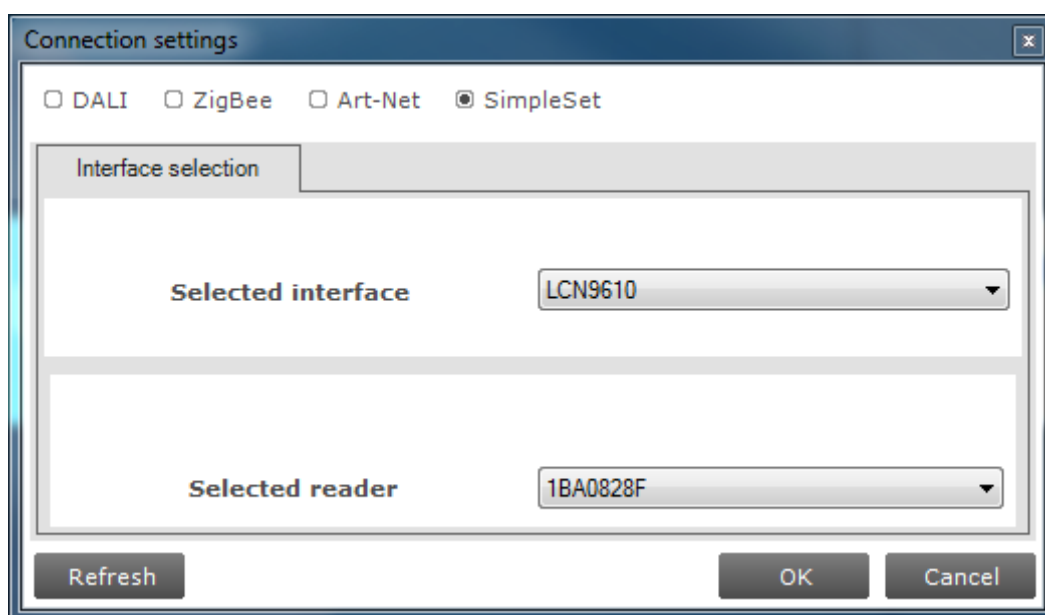 Connection settings
DALI ZigBee Art-Net SimpleSet
Interface selection
Selected interface LCN9610
Selected reader 1BA0828F
Refresh OK Cancel